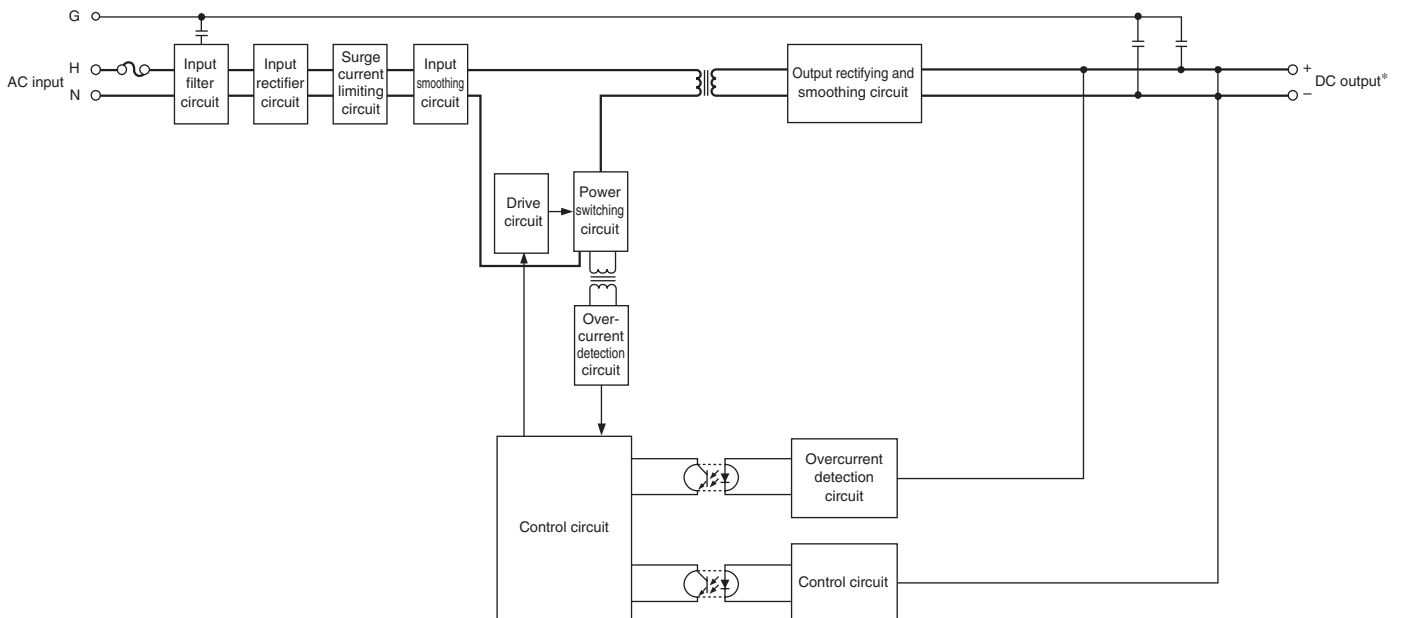 G
AC input
H
N
Input
filter
circuit
Input
rectifier
circuit
Surge
current
limiting
circuit
Input
smoothing
circuit
Output rectifying and
smoothing circuit
+
DC output*
−
Drive
circuit
Power
switching
circuit
Over-
current
detection
circuit
Control circuit
Overcurrent
detection
circuit
Control circuit